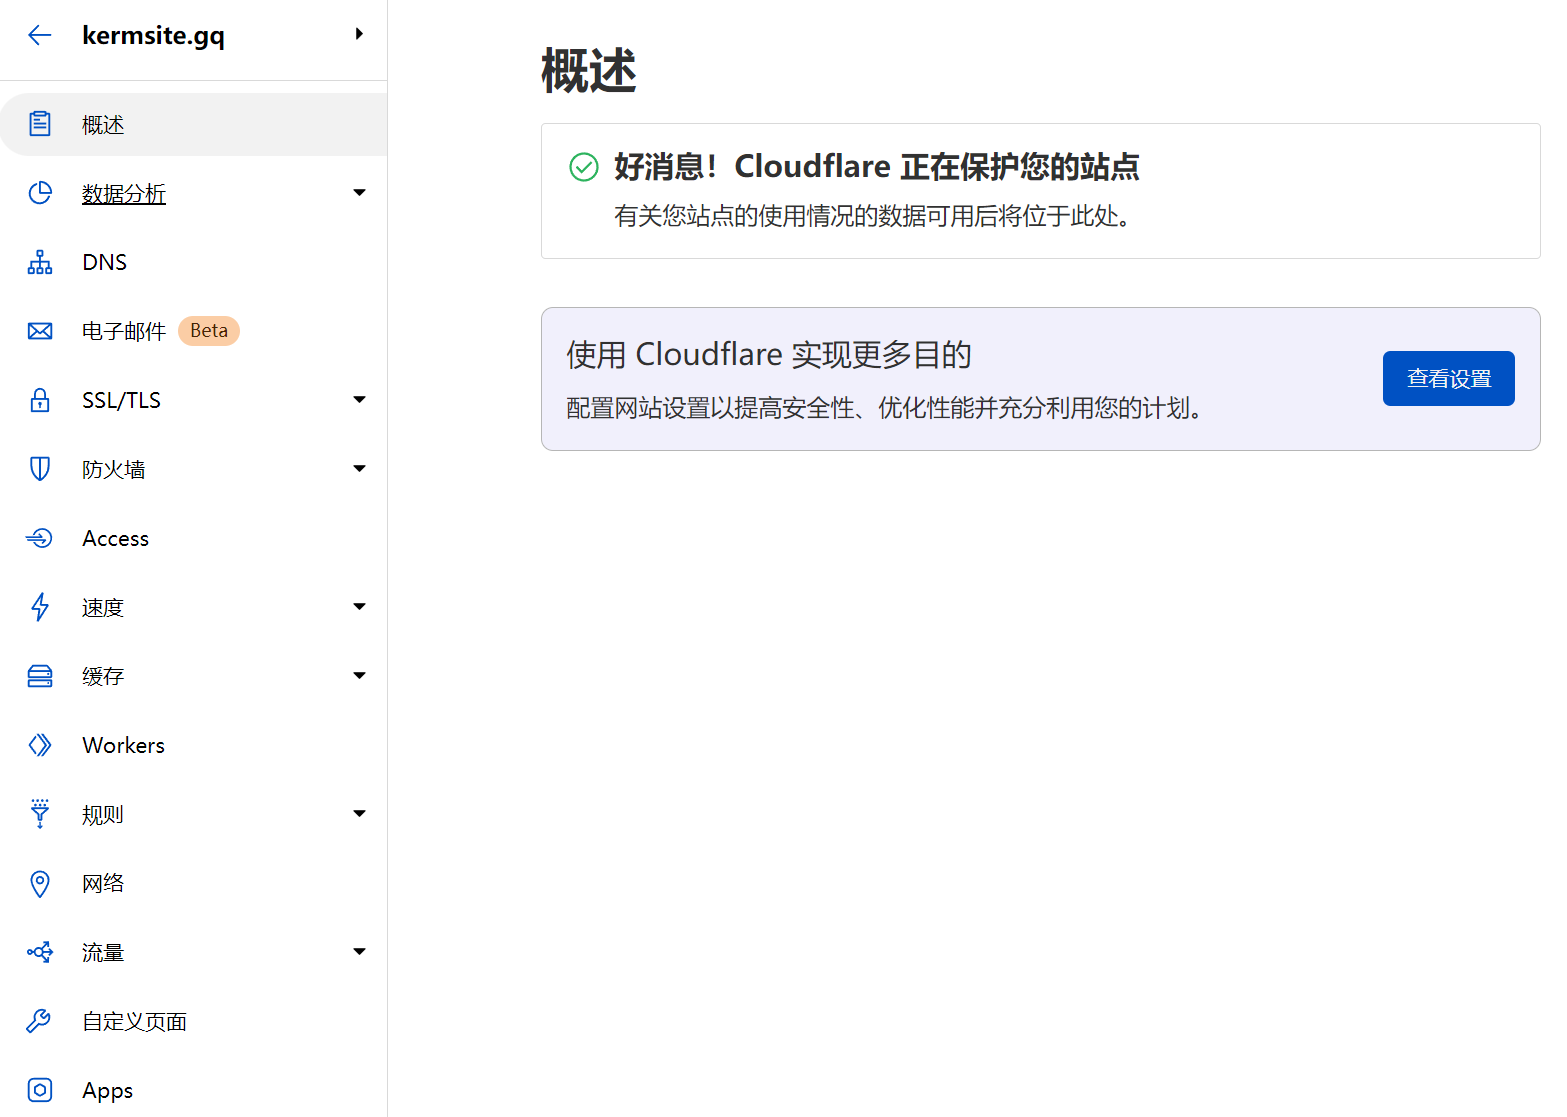 kermsite.gq
概述
数据分析
DNS
电子邮件 Beta
SSL/TLS
防火墙
Access
速度
缓存
Workers
规则
网络
流量
自定义页面
Apps
概述
好消息！Cloudflare 正在保护您的站点
有关您站点的使用情况的数据可用后将位于此处。
使用 Cloudflare 实现更多目的
配置网站设置以提高安全性、优化性能并充分利用您的计划。
查看设置